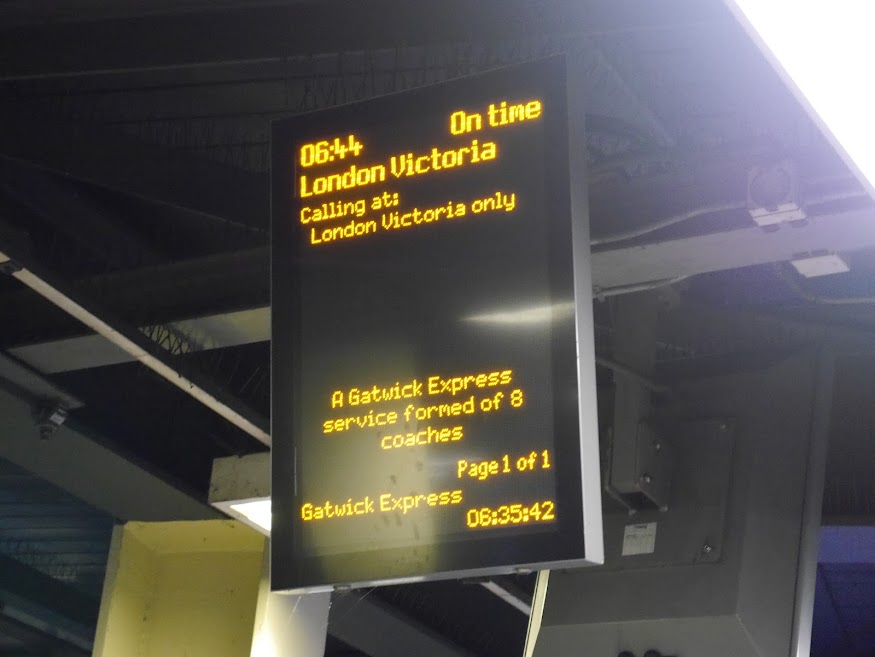 06:44 On time
London Victoria
Calling at:
London Victoria only
A Gatwick Express
service formed of 8
coaches
Page 1 of 1
Gatwick Express
06:35:42